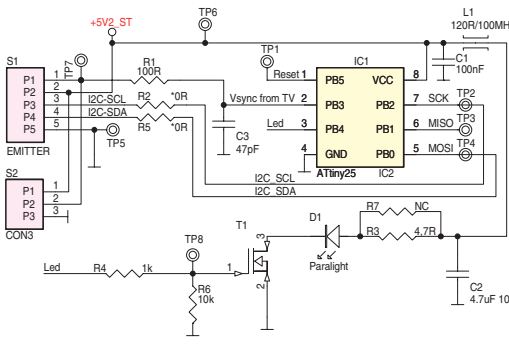 +5V2_ST
TP6
L1
120R/100MHz
S1
TP7
R1
100R
TP1
IC1
C1
100nF
P1 1
P2 2
P3 3 I2C-SCL
P4 4 I2C-SDA
P5 5
EMITTER
R2 *0R
R5 *0R
TP5
Reset 1 PB5
VCC 8
Vsync from TV 2 PB3
PB2 7 SCK TP2
Led 3 PB4
PB1 6 MISO TP3
4 GND
PB0 5 MOSI TP4
C3
47pF
ATtiny25
IC2
I2C_SCL
I2C_SDA
S2
P1 1
P2 2
P3 3
CON3
T1
D1
R7 NC
R3 4,7R
Paralight
TP8
3
Led R4 1k
1
2
R6
10k
C2
4.7uF 10